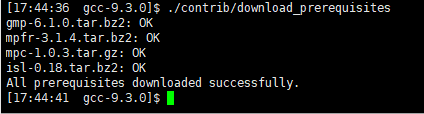 [17:44:36  gcc-9.3.0]$ ./contrib/download_prerequisites
gmp-6.1.0.tar.bz2: OK
mpfr-3.1.4.tar.bz2: OK
mpc-1.0.3.tar.gz: OK
isl-0.18.tar.bz2: OK
All prerequisites downloaded successfully.
[17:44:41  gcc-9.3.0]$